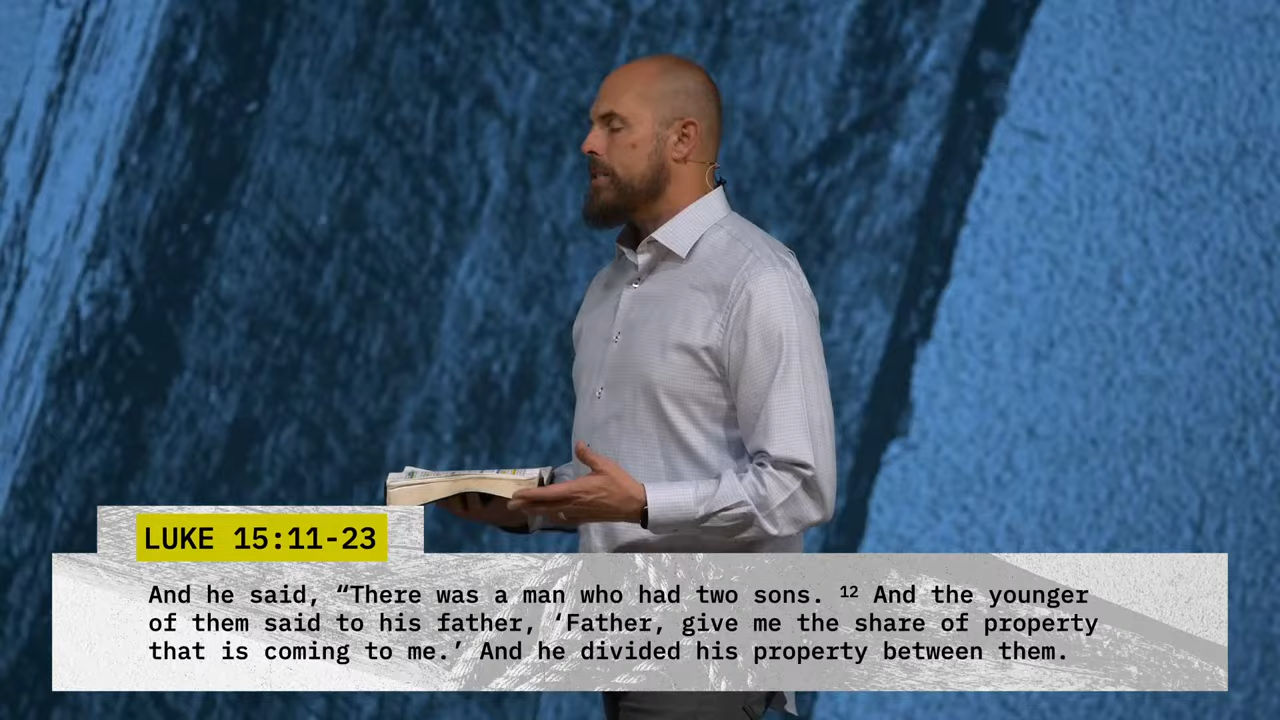 LUKE 15:11-23
And he said, “There was a man who had two sons. ¹² And the younger
of them said to his father, ‘Father, give me the share of property
that is coming to me.’ And he divided his property between them.